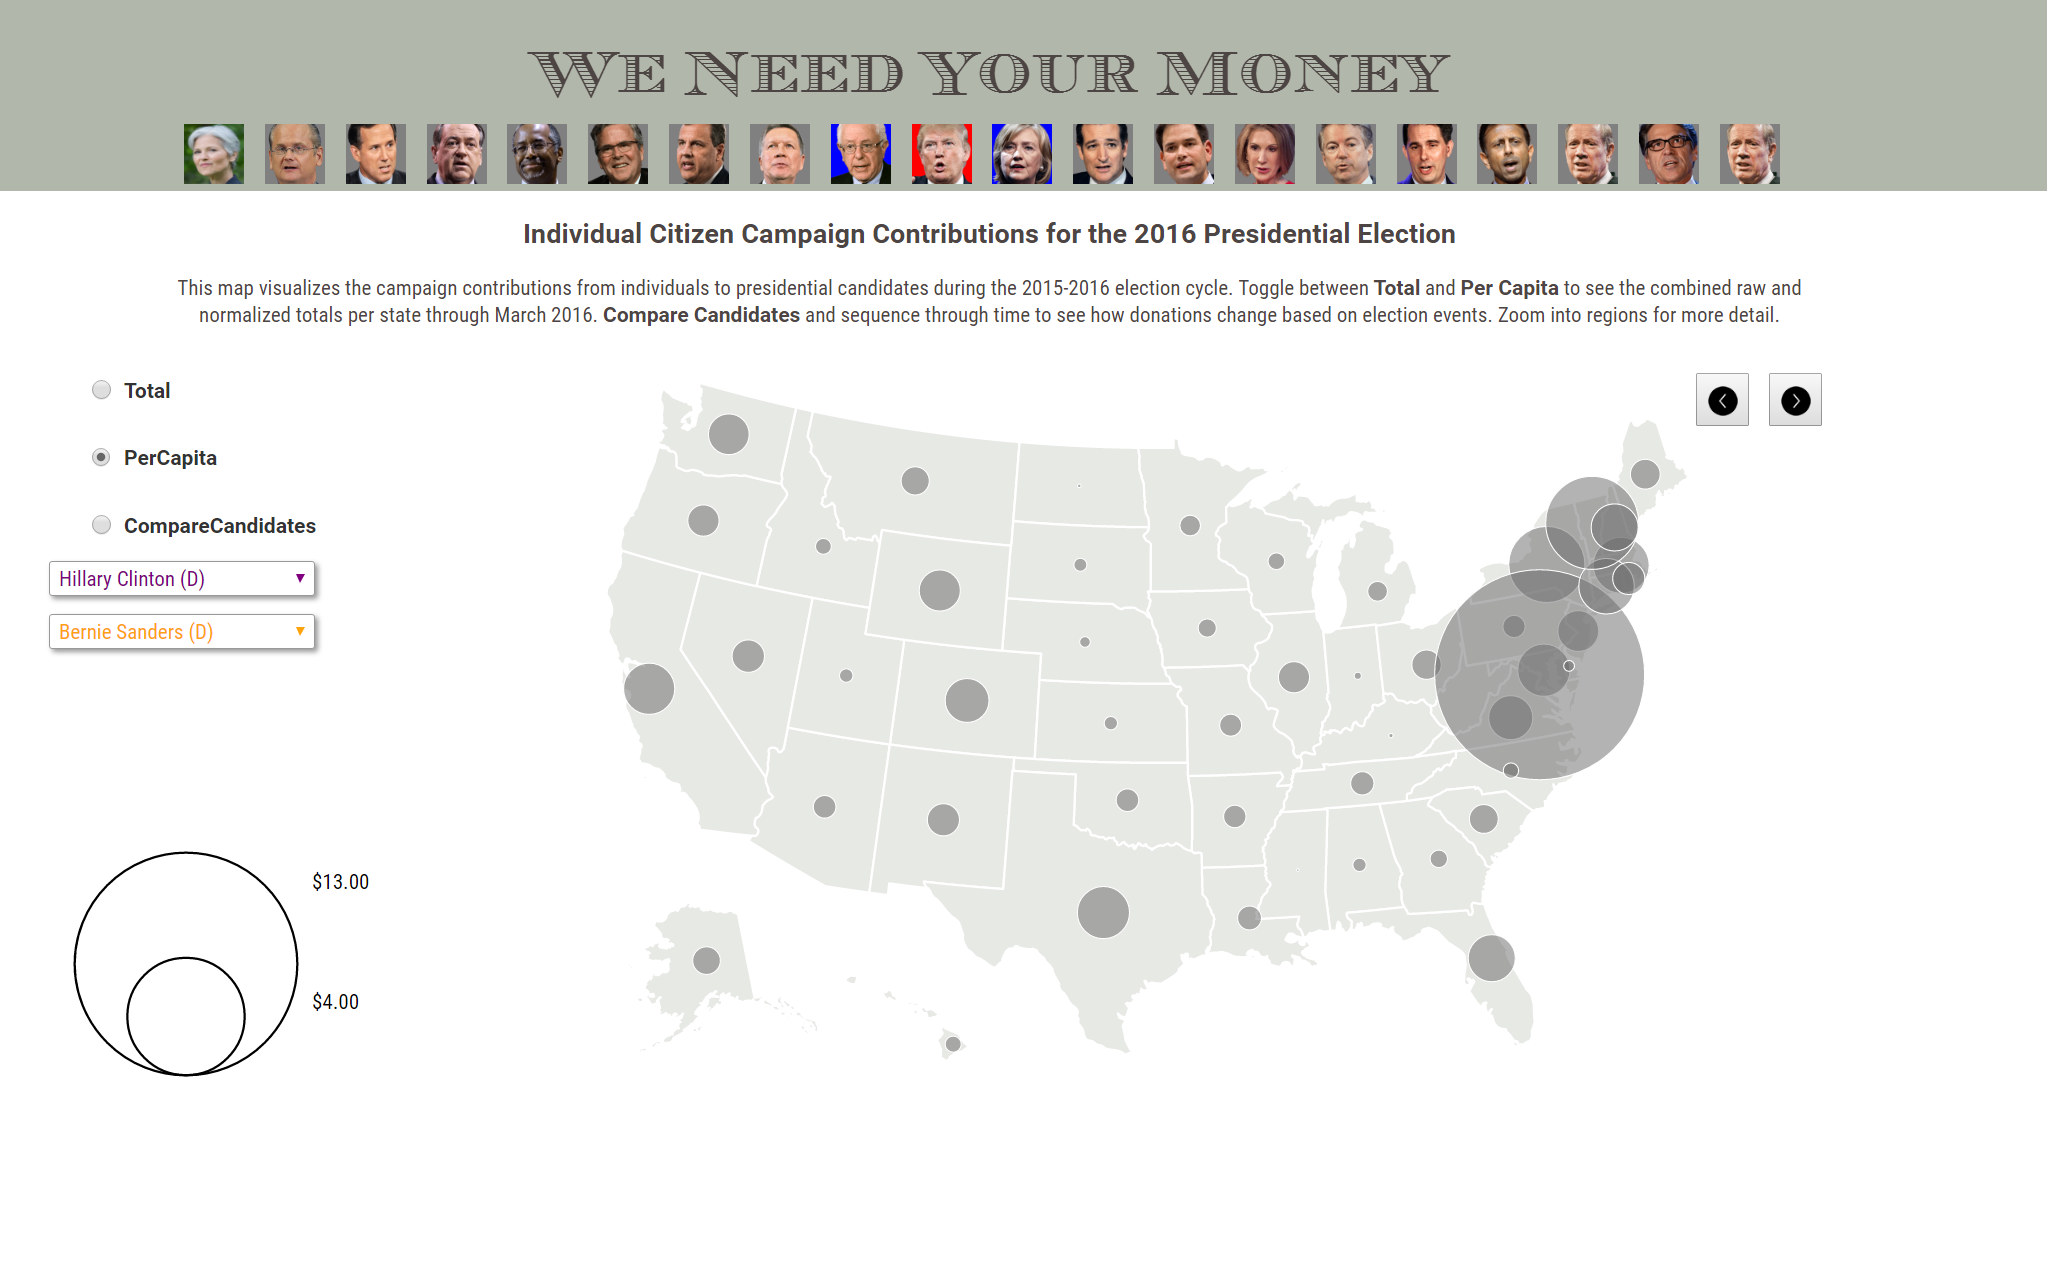 WE NEED YOUR MONEY
Individual Citizen Campaign Contributions for the 2016 Presidential Election
This map visualizes the campaign contributions from individuals to presidential candidates during the 2015-2016 election cycle. Toggle between Total and Per Capita to see the combined raw and
normalized totals per state through March 2016. Compare Candidates and sequence through time to see how donations change based on election events. Zoom into regions for more detail.
Total
PerCapita
CompareCandidates
Hillary Clinton (D)
Bernie Sanders (D)
$13.00
$4.00